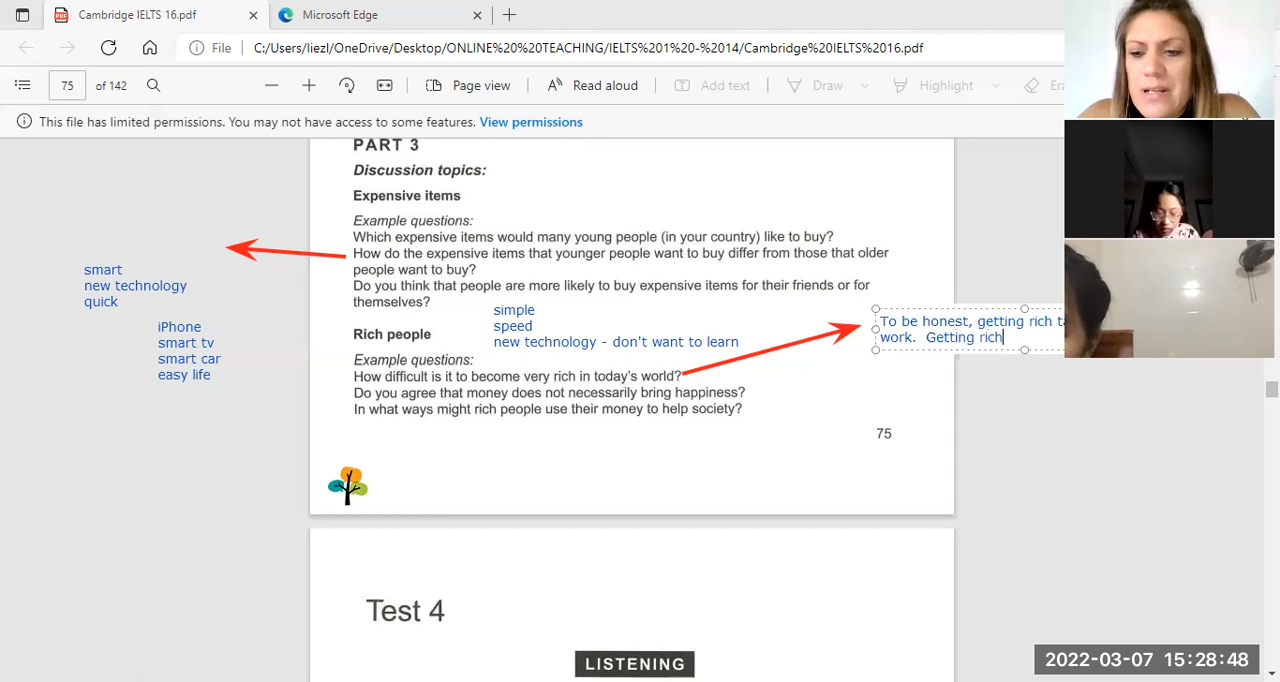 Cambridge IELTS 16.pdf
Microsoft Edge
File
C:/Users/liezl/OneDrive/Desktop/ONLINE%20%20TEACHING/IELTS%201%20-%2014/Cambridge%20IELTS%2016.pdf
75 of 142
Page view
Read aloud
Add text
Draw
Highlight
This file has limited permissions. You may not have access to some features. View permissions
PART 3
Discussion topics:
Expensive items
Example questions:
Which expensive items would many young people (in your country) like to buy?
How do the expensive items that younger people want to buy differ from those that older
people want to buy?
Do you think that people are more likely to buy expensive items for their friends or for
themselves?
smart
new technology
quick
iPhone
smart tv
smart car
easy life
simple
speed
new technology - don't want to learn
To be honest, getting rich
work. Getting rich
Rich people
Example questions:
How difficult is it to become very rich in today's world?
Do you agree that money does not necessarily bring happiness?
In what ways might rich people use their money to help society?
75
Test 4
LISTENING
2022-03-07 15:28:48